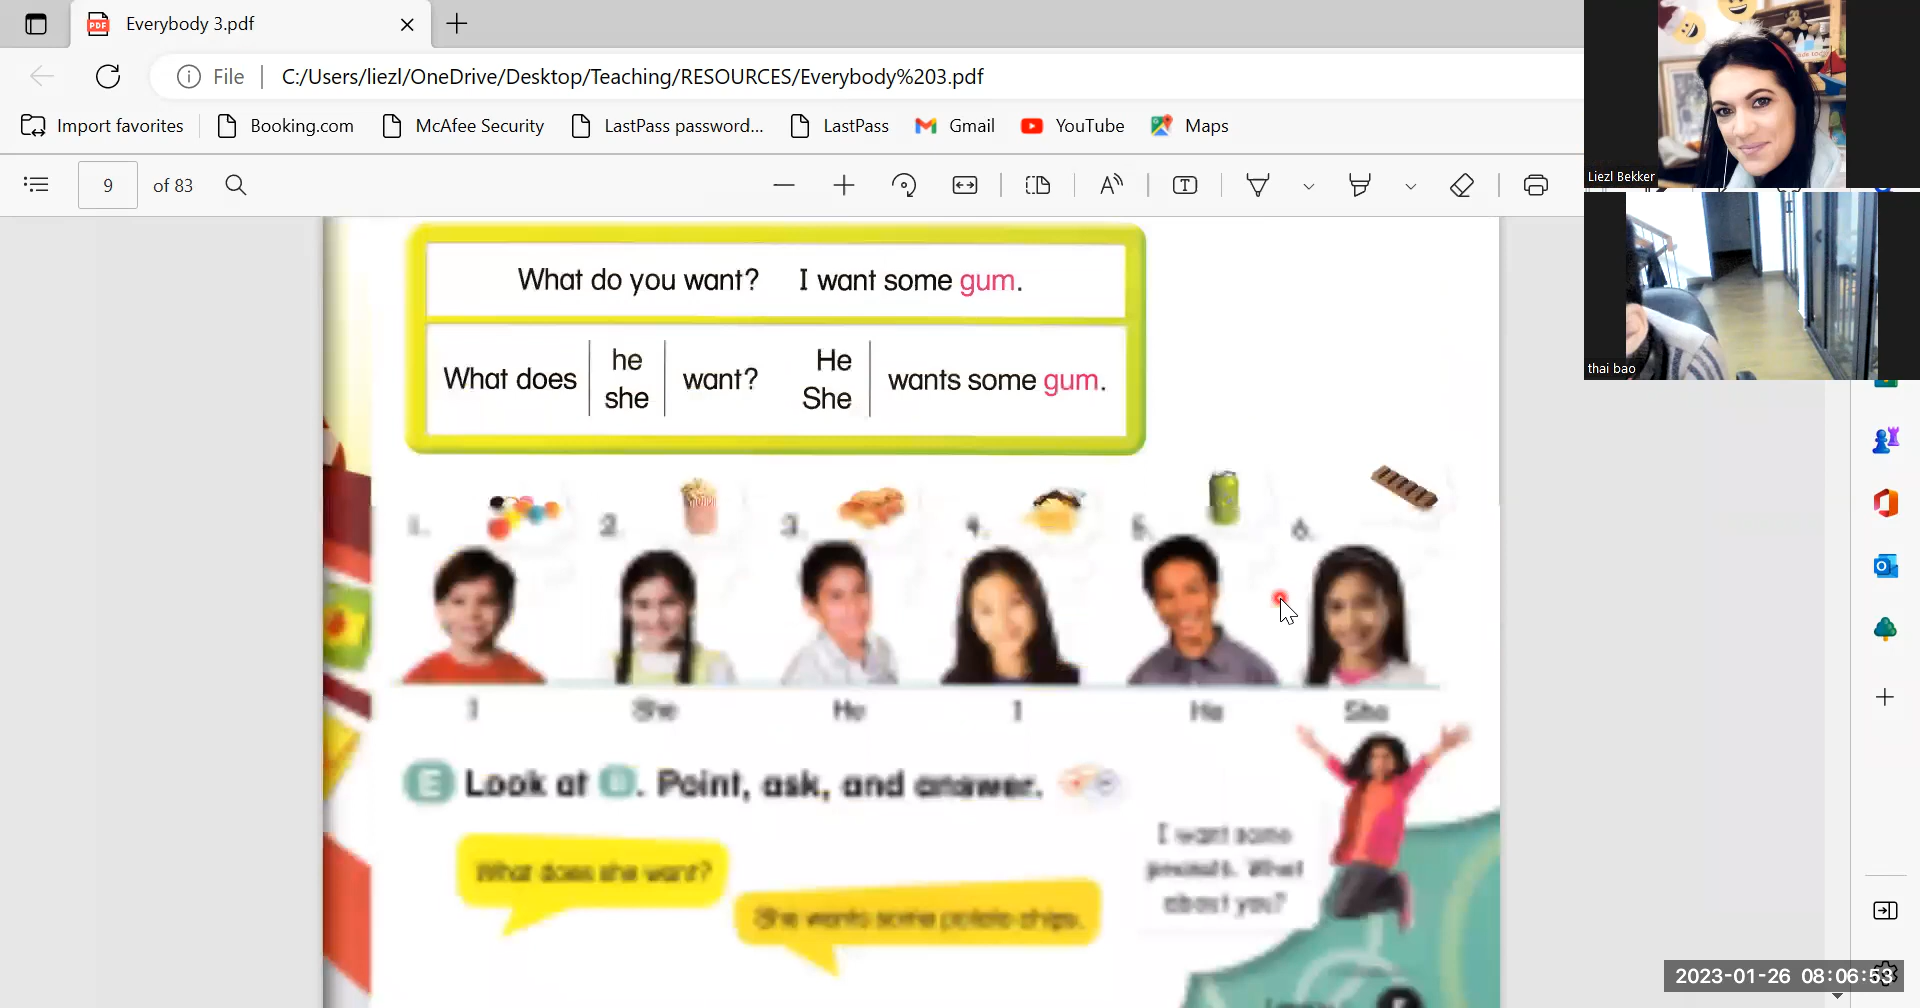 Everybody 3.pdf
File
C:/Users/liezl/OneDrive/Desktop/Teaching/RESOURCES/Everybody%203.pdf
Import favorites
Booking.com
McAfee Security
LastPass password...
LastPass
Gmail
YouTube
Maps
9 of 83
Liezl Bekker
thai bao
What do you want? I want some gum.
What does he she want? He She wants some gum.
1. 2. 3. 4. 5. 6.
I She He I He She
E Look at D. Point, ask, and answer.
What does she want?
She wants some potato chips.
I want some
peanuts. What
about you?
2023-01-26 08:06:53